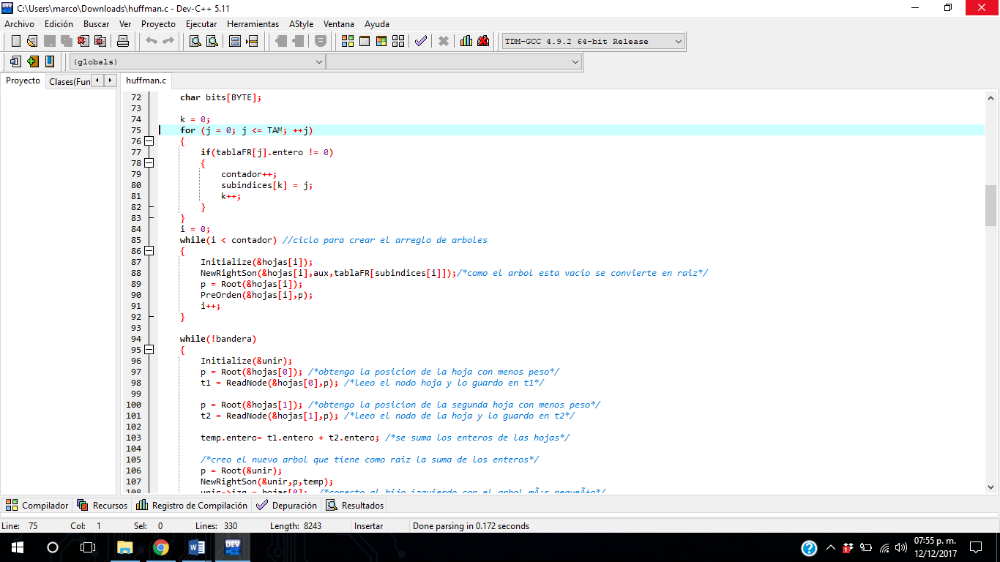 C:\Users\marco\Downloads\huffman.c - Dev-C++ 5.11
Archivo Edición Buscar Ver Proyecto Ejecutar Herramientas AStyle Ventana Ayuda
TDM-GCC 4.9.2 64-bit Release
(globals)
Proyecto Clases(Fun huffman.c
72 char bits[BYTE];
73
74 k = 0;
75 for (j = 0; j <= TAM; ++j)
76 {
77 if(tablaFR[j].entero != 0)
78 {
79 contador++;
80 subindices[k] = j;
81 k++;
82 }
83 }
84 i = 0;
85 while(i < contador) //ciclo para crear el arreglo de arboles
86 {
87 Initialize(&hojas[i]);
88 NewRightSon(&hojas[i],aux,tablaFR[subindices[i]]);/*como el arbol esta vacio se convierte en raiz*/
89 p = Root(&hojas[i]);
90 PreOrden(&hojas[i],p);
91 i++;
92 }
93
94 while(!bandera)
95 {
96 Initialize(&unir);
97 p = Root(&hojas[0]); /*obtengo la posicion de la hoja con menos peso*/
98 t1 = ReadNode(&hojas[0],p); /*leeo el nodo hoja y lo guardo en t1*/
99
100 p = Root(&hojas[1]); /*obtengo la posicion de la segunda hoja con menos peso*/
101 t2 = ReadNode(&hojas[1],p); /*leeo el nodo de la hoja y lo guardo en t2*/
102
103 temp.entero= t1.entero + t2.entero; /*se suma los enteros de las hojas*/
104
105 /*creo el nuevo arbol que tiene como raiz la suma de los enteros*/
106 p = Root(&unir);
107 NewRightSon(&unir,p,temp);
108 unir->izq = hojas[0]; /*conecto al hijo izquierdo con el arbol
Compilador Recursos Registro de Compilación Depuración Resultados
Line: 75 Col: 1 Sel: 0 Lines: 330 Length: 8243 Insertar Done parsing in 0.172 seconds
07:55 p. m.
12/12/2017